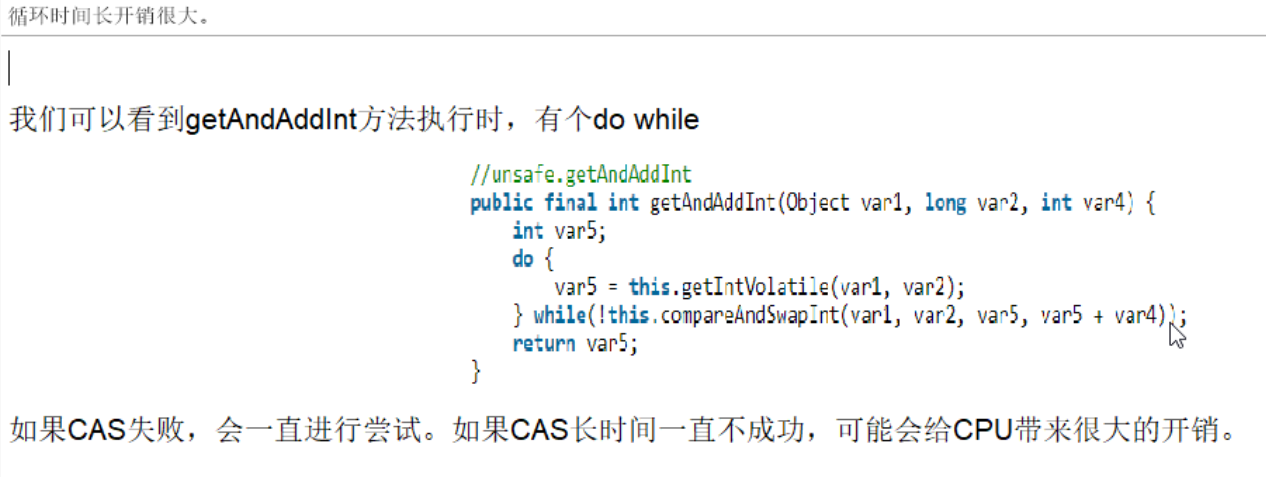 循环时间长开销很大。
我们可以看到getAndAddInt方法执行时，有个do while
//unsafe.getAndAddInt
public final int getAndAddInt(Object var1, long var2, int var4) {
    int var5;
    do {
        var5 = this.getIntVolatile(var1, var2);
    } while(!this.compareAndSwapInt(var1, var2, var5, var5 + var4));
    return var5;
}
如果CAS失败，会一直进行尝试。如果CAS长时间一直不成功，可能会给CPU带来很大的开销。